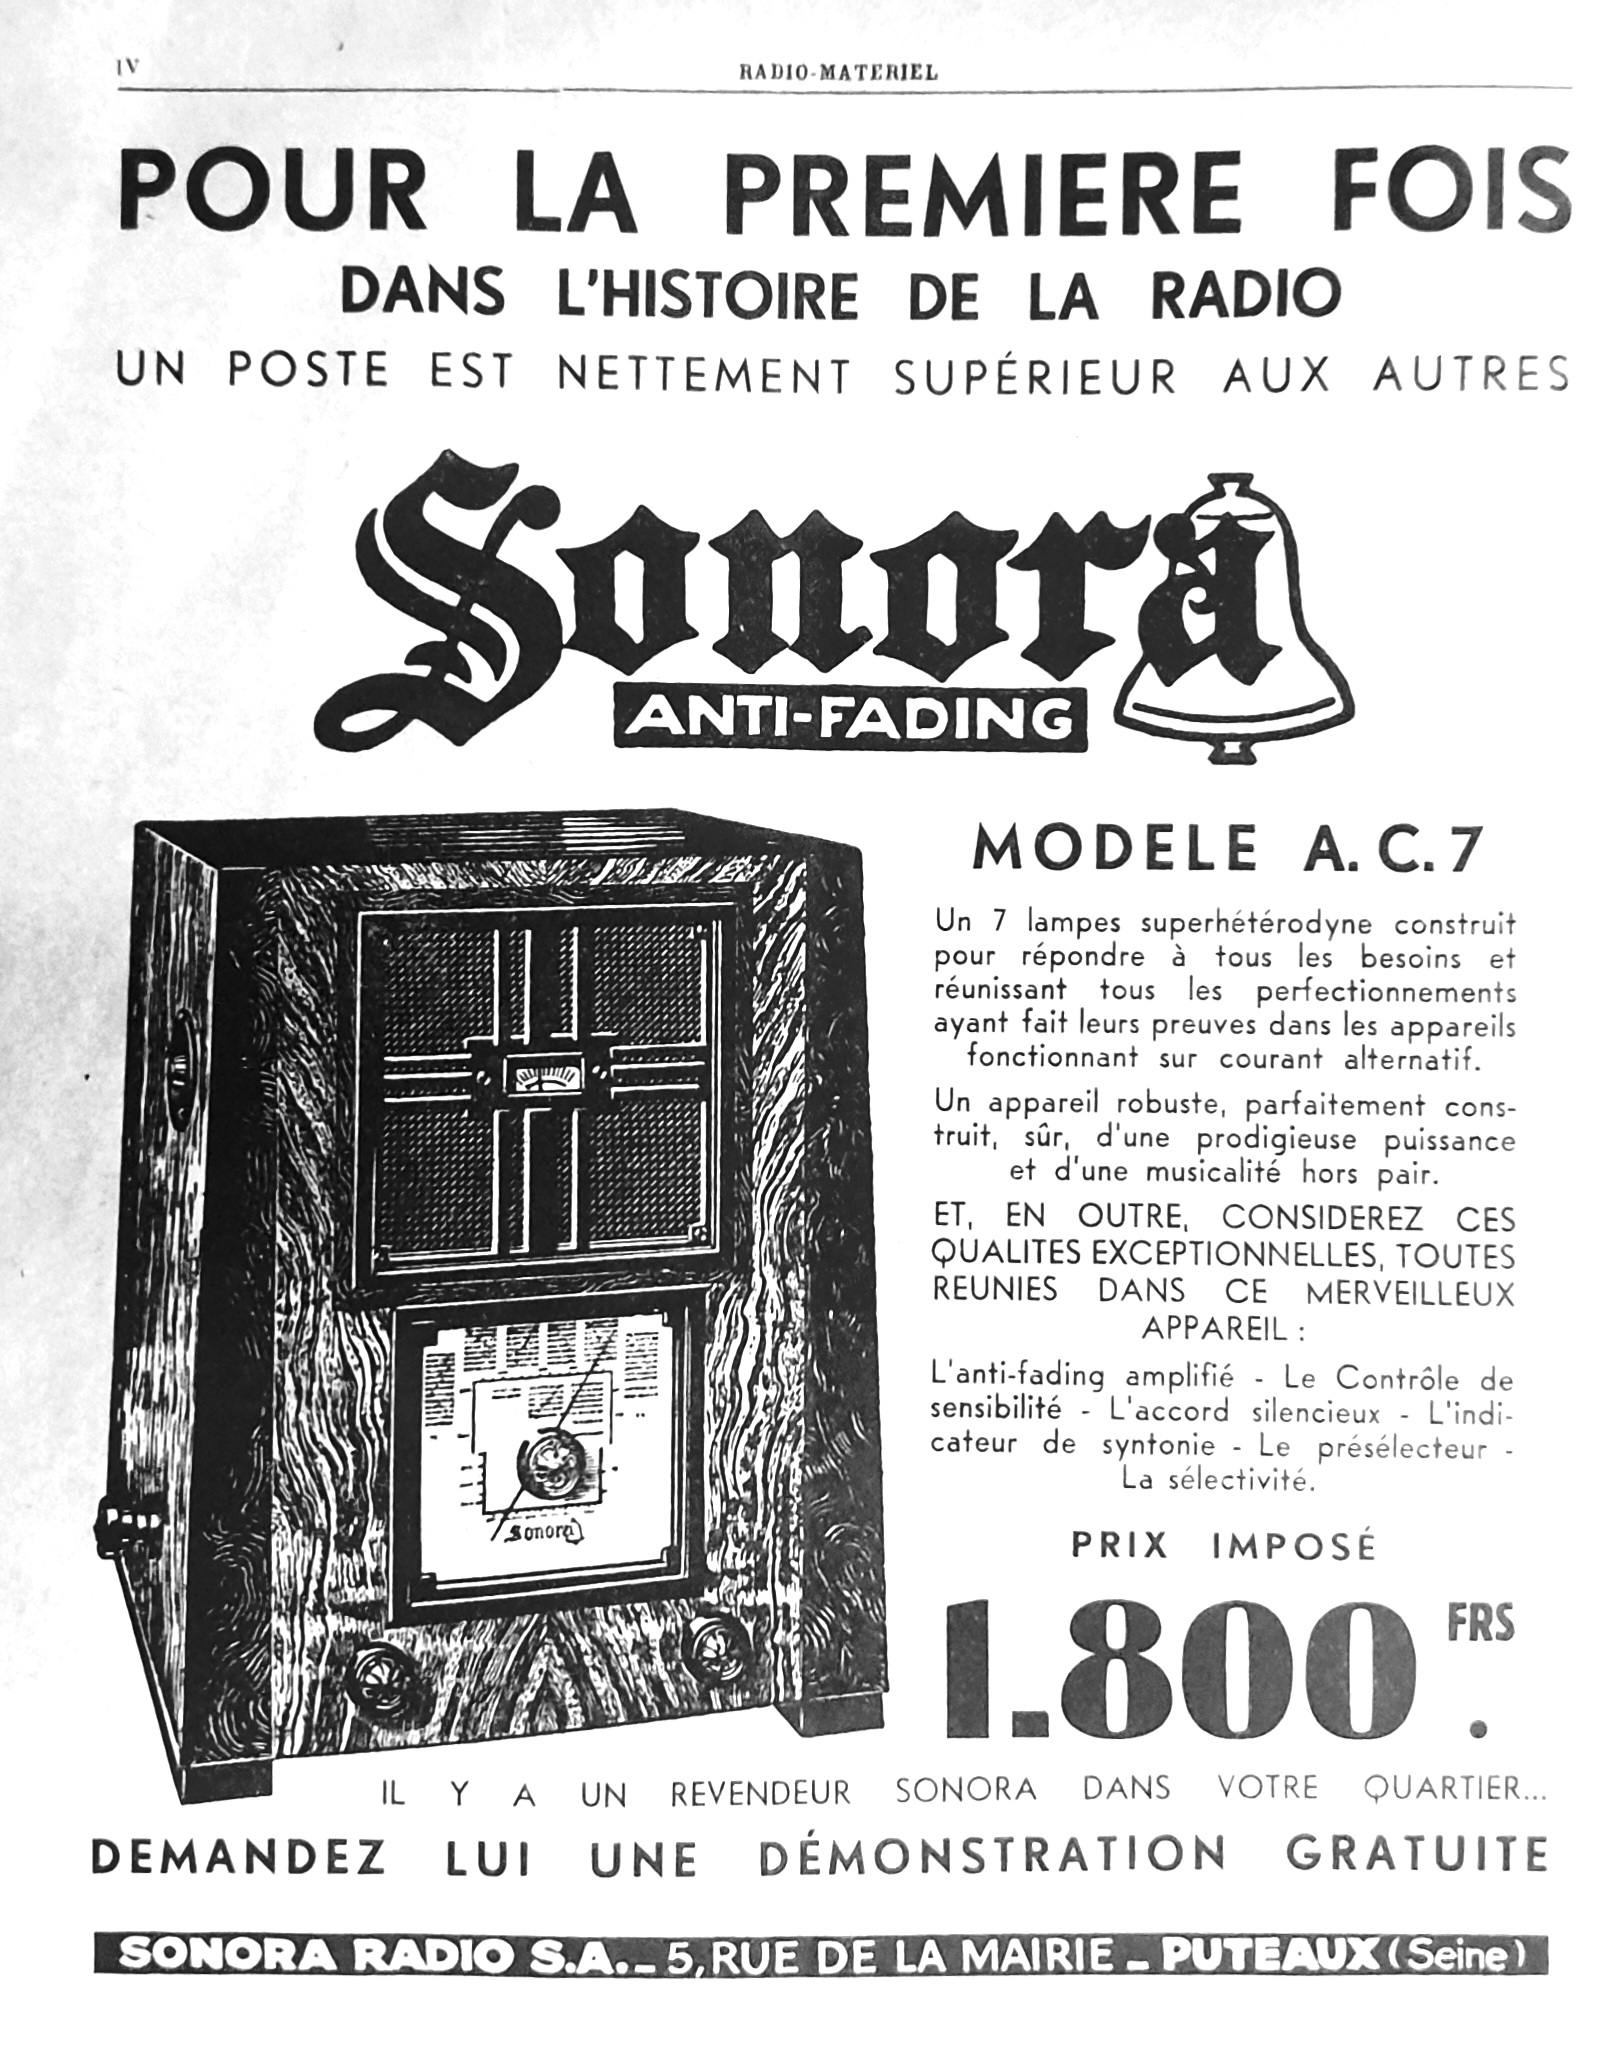 IV
RADIO-MATERIEL
POUR LA PREMIERE FOIS
DANS L'HISTOIRE DE LA RADIO
UN POSTE EST NETTEMENT SUPÉRIEUR AUX AUTRES
Sonora
ANTI-FADING
MODELE A.C.7
Un 7 lampes superhétérodyne construit
pour répondre à tous les besoins et
réunissant tous les perfectionnements
ayant fait leurs preuves dans les appareils
fonctionnant sur courant alternatif.
Un appareil robuste, parfaitement cons-
truit, sûr, d'une prodigieuse puissance
et d'une musicalité hors pair.
ET, EN OUTRE, CONSIDEREZ CES
QUALITES EXCEPTIONNELLES, TOUTES
REUNIES DANS CE MERVEILLEUX
APPAREIL :
L'anti-fading amplifié - Le Contrôle de
sensibilité - L'accord silencieux - L'indi-
cateur de syntonie - Le présélecteur -
La sélectivité.
Sonora
PRIX IMPOSÉ
1.800 FRS.
IL Y A UN REVENDEUR SONORA DANS VOTRE QUARTIER...
DEMANDEZ LUI UNE DÉMONSTRATION GRATUITE
SONORA RADIO S.A._ 5, RUE DE LA MAIRIE _ PUTEAUX (Seine)